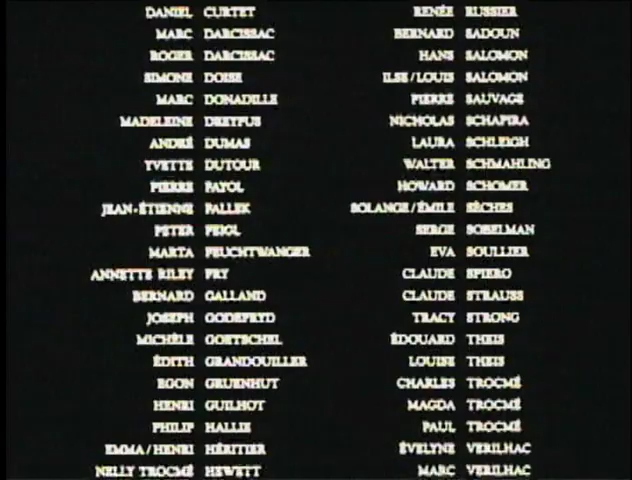 DANIEL CURTET
MARC DARCISSAC
ROGER DARCISSAC
SIMONE DOISE
MARC DONADILLE
MADELEINE DREYFUS
ANDRÉ DUMAS
YVETTE DUTOUR
PIERRE FAYOL
JEAN-ÉTIENNE FALLEK
PETER FEIGL
MARTA FEUCHTWANGER
ANNETTE RILEY FRY
BERNARD GALLAND
JOSEPH GODEFRYD
MICHÈLE GOETSCHEL
ÉDITH GRANDOUILLER
EGON GRUENHUT
HENRI GUILHOT
PHILIP HALLIE
EMMA/HENRI HÉRITIER
NELLY TROCMÉ HEWETT
RENÉE RUSSIER
BERNARD SADOUN
HANS SALOMON
ILSE/LOUIS SALOMON
PIERRE SAUVAGE
NICHOLAS SCHAPIRA
LAURA SCHLEIGH
WALTER SCHMAHLING
HOWARD SCHOMER
SOLANGE/ÉMILE SÈCHES
SERGE SOBELMAN
EVA SOULLIER
CLAUDE SPIERO
CLAUDE STRAUSS
TRACY STRONG
ÉDOUARD THEIS
LOUISE THEIS
CHARLES TROCMÉ
MAGDA TROCMÉ
PAUL TROCMÉ
ÉVELYNE VERILHAC
MARC VERILHAC